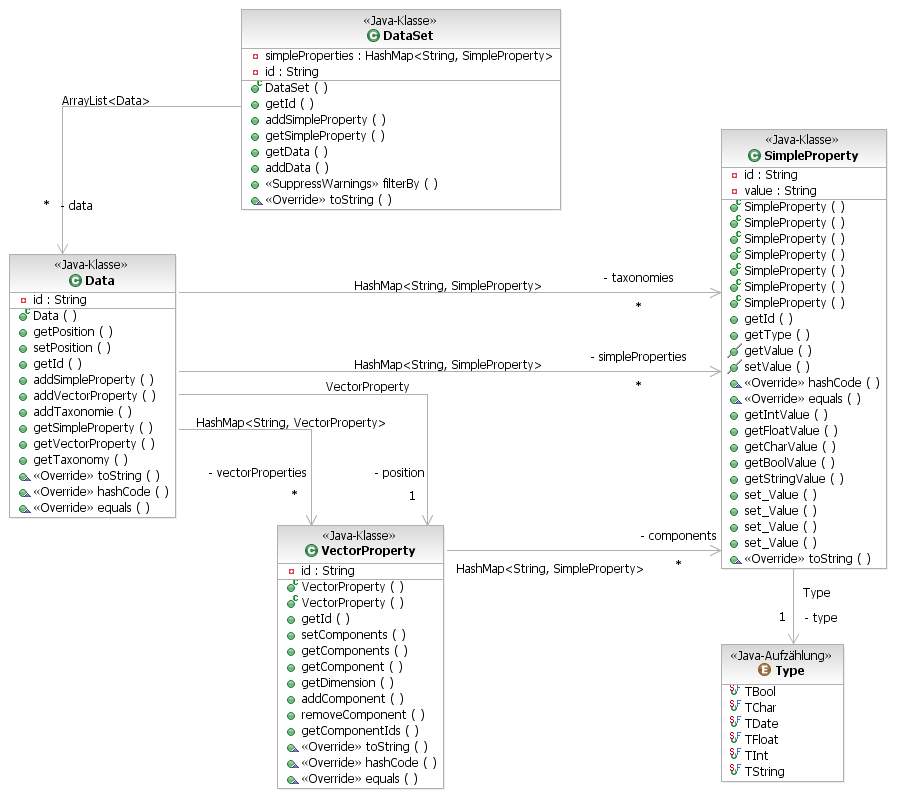 «Java-Klasse»
DataSet
simpleProperties : HashMap<String, SimpleProperty>
id : String
DataSet ( )
getId ( )
addSimpleProperty ( )
getSimpleProperty ( )
getData ( )
addData ( )
«SuppressWarnings» filterBy ( )
«Override» toString ( )
ArrayList<Data>
* - data
«Java-Klasse»
Data
id : String
Data ( )
getPosition ( )
setPosition ( )
getId ( )
addSimpleProperty ( )
addVectorProperty ( )
addTaxonomie ( )
getSimpleProperty ( )
getVectorProperty ( )
getTaxonomy ( )
«Override» toString ( )
«Override» hashCode ( )
«Override» equals ( )
- taxonomies
HashMap<String, SimpleProperty>
*
- simpleProperties
HashMap<String, SimpleProperty>
*
VectorProperty
- position
1
HashMap<String, VectorProperty>
- vectorProperties
*
«Java-Klasse»
VectorProperty
id : String
VectorProperty ( )
VectorProperty ( )
getId ( )
setComponents ( )
getComponents ( )
getComponent ( )
getDimension ( )
addComponent ( )
removeComponent ( )
getComponentIds ( )
«Override» toString ( )
«Override» hashCode ( )
«Override» equals ( )
- components
HashMap<String, SimpleProperty>
*
«Java-Klasse»
SimpleProperty
id : String
value : String
SimpleProperty ( )
SimpleProperty ( )
SimpleProperty ( )
SimpleProperty ( )
SimpleProperty ( )
SimpleProperty ( )
SimpleProperty ( )
getId ( )
getType ( )
getValue ( )
setValue ( )
«Override» hashCode ( )
«Override» equals ( )
getIntValue ( )
getFloatValue ( )
getCharValue ( )
getBoolValue ( )
getStringValue ( )
set_Value ( )
set_Value ( )
set_Value ( )
set_Value ( )
«Override» toString ( )
Type
1 - type
«Java-Aufzählung»
Type
TBool
TChar
TDate
TFloat
TInt
TString